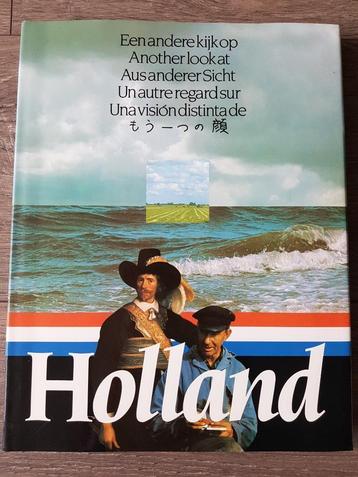 Een andere kijk op
Another look at
Aus anderer Sicht
Un autre regard sur
Una visión distinta de
もう一つの 顔
Holland